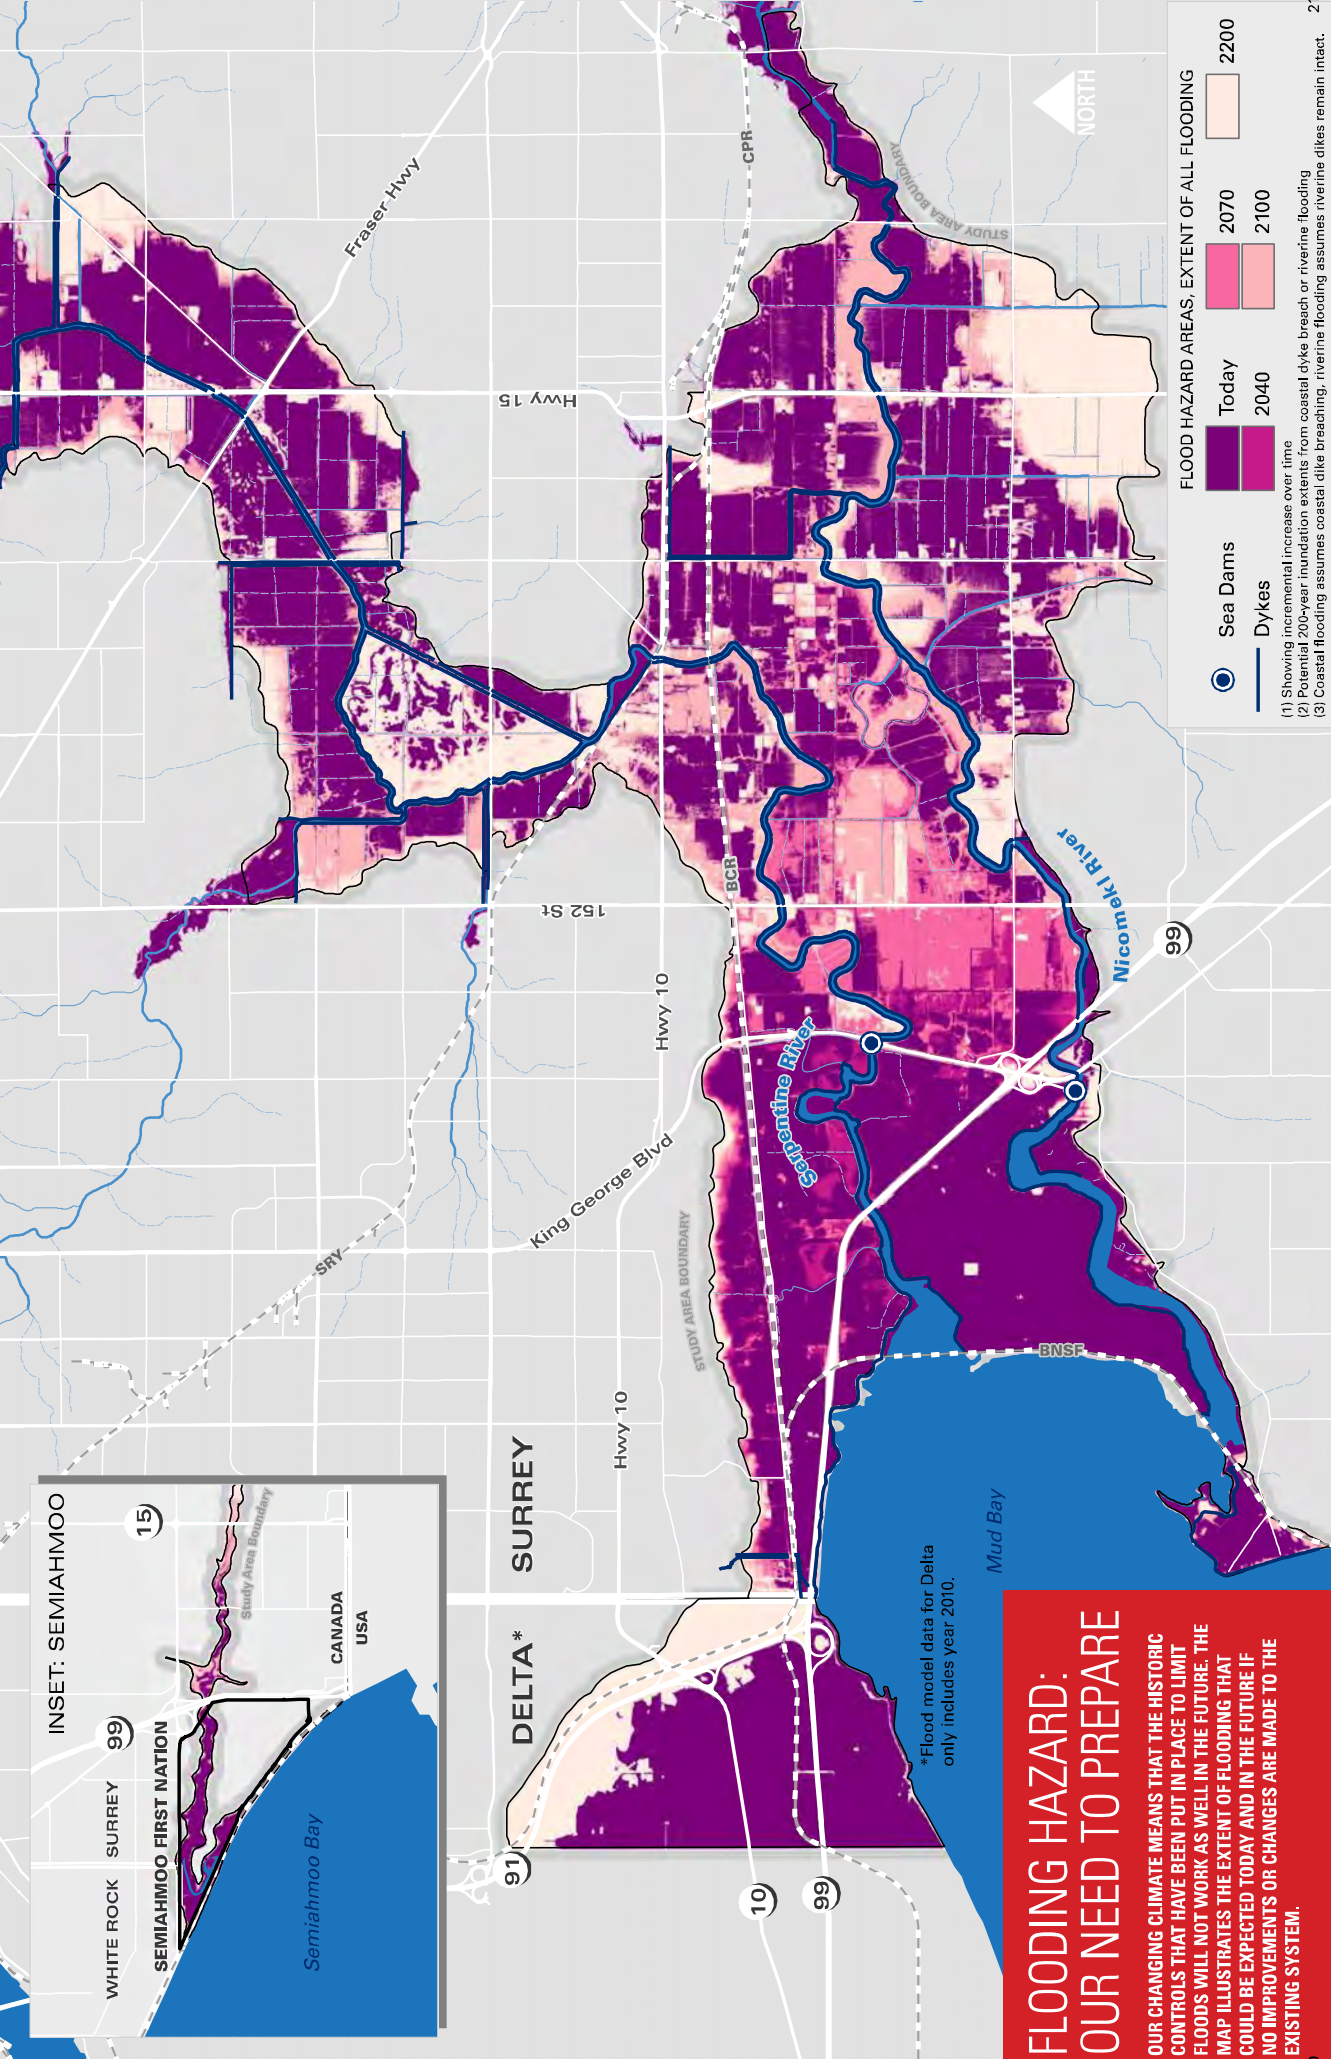 INSET: SEMIAHMOO
WHITE ROCK
SURREY
99
15
SEMIAHMOO FIRST NATION
Study Area Boundary
CANADA
USA
Semiahmoo Bay
SRY
Fraser Hwy
Hwy 15
152 St
Hwy 10
King George Blvd
Hwy 10
SURREY
DELTA*
91
10
99
STUDY AREA BOUNDARY
BCR
CPR
STUDY AREA BOUNDARY
NORTH
Serpentine River
Nicomekl River
99
BNSF
Mud Bay
*Flood model data for Delta
only includes year 2010.
FLOODING HAZARD:
OUR NEED TO PREPARE
OUR CHANGING CLIMATE MEANS THAT THE HISTORIC
CONTROLS THAT HAVE BEEN PUT IN PLACE TO LIMIT
FLOODS WILL NOT WORK AS WELL IN THE FUTURE. THE
MAP ILLUSTRATES THE EXTENT OF FLOODING THAT
COULD BE EXPECTED TODAY AND IN THE FUTURE IF
NO IMPROVEMENTS OR CHANGES ARE MADE TO THE
EXISTING SYSTEM.
FLOOD HAZARD AREAS, EXTENT OF ALL FLOODING
Sea Dams
Dykes
Today
2040
2070
2100
2200
(1) Showing incremental increase over time
(2) Potential 200-year inundation extents from coastal dyke breach or riverine flooding
(3) Coastal flooding assumes coastal dike breaching, riverine flooding assumes riverine dikes remain intact.